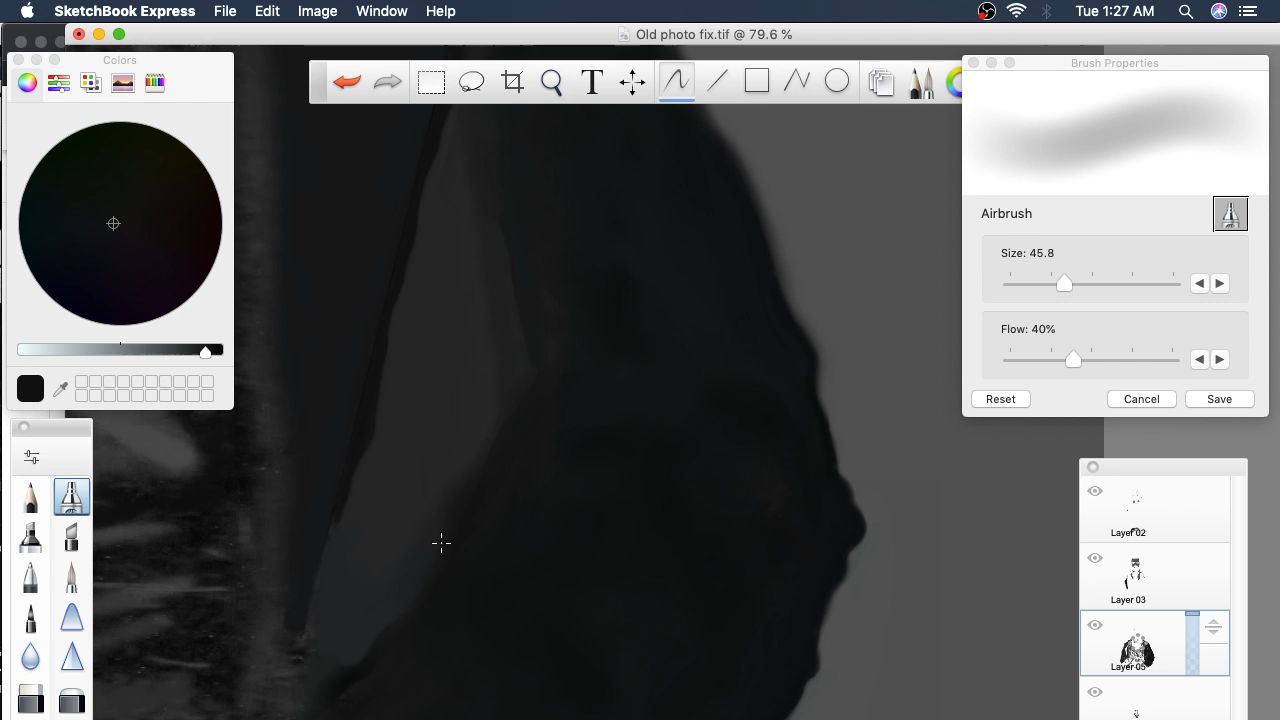 SketchBook Express File Edit Image Window Help Tue 1:27 AM
Old photo fix.tif @ 79.6 %
Colors
T
Brush Properties
Airbrush
Size: 45.8
Flow: 40%
Reset Cancel Save
Layer 02
Layer 03
Layer 05